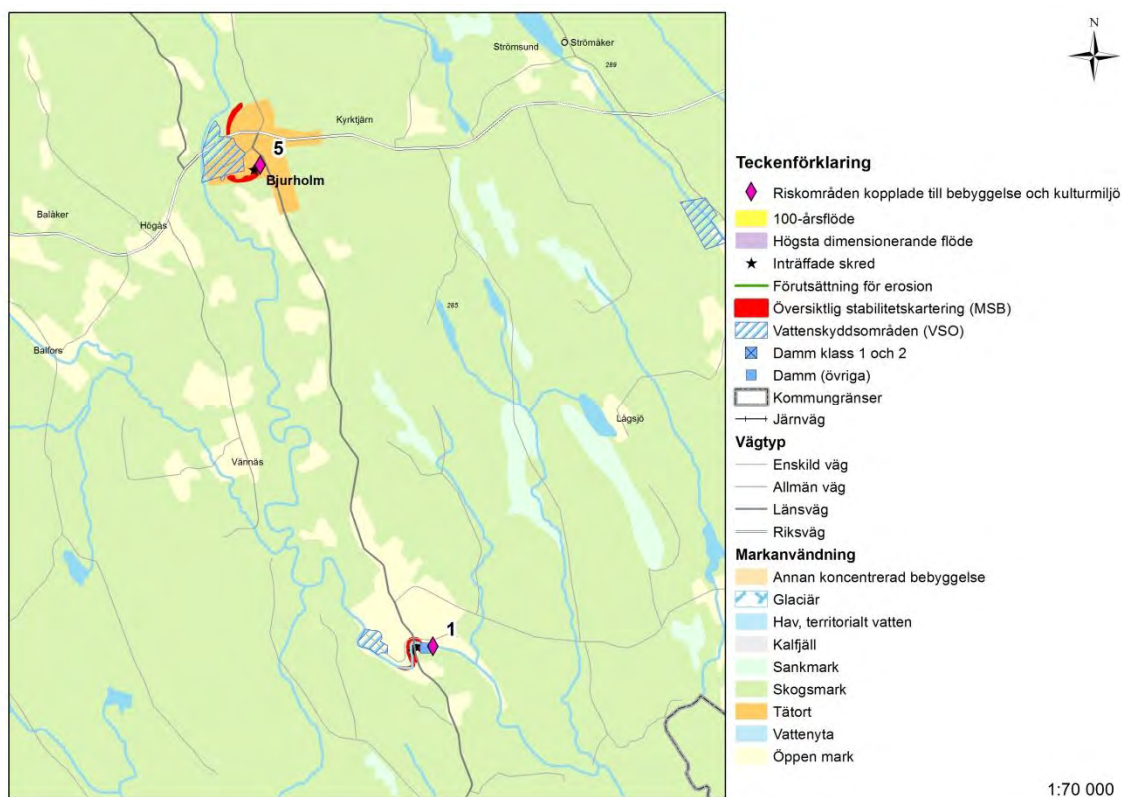 Strömsund
Ö Strömåker
289
Kyrktjärn
5
Bjurholm
Balåker
Högås
285
Balfors
Lågsjö
Vännäs
1
N
Teckenförklaring
Riskområden kopplade till bebyggelse och kulturmiljö
100-årsflöde
Högsta dimensionerande flöde
Inträffade skred
Förutsättning för erosion
Översiktlig stabilitetskartering (MSB)
Vattenskyddsområden (VSO)
Damm klass 1 och 2
Damm (övriga)
Kommungränser
Järnväg
Vägtyp
Enskild väg
Allmän väg
Länsväg
Riksväg
Markanvändning
Annan koncentrerad bebyggelse
Glaciär
Hav, territorialt vatten
Kalfjäll
Sankmark
Skogsmark
Tätort
Vattenyta
Öppen mark
1:70 000